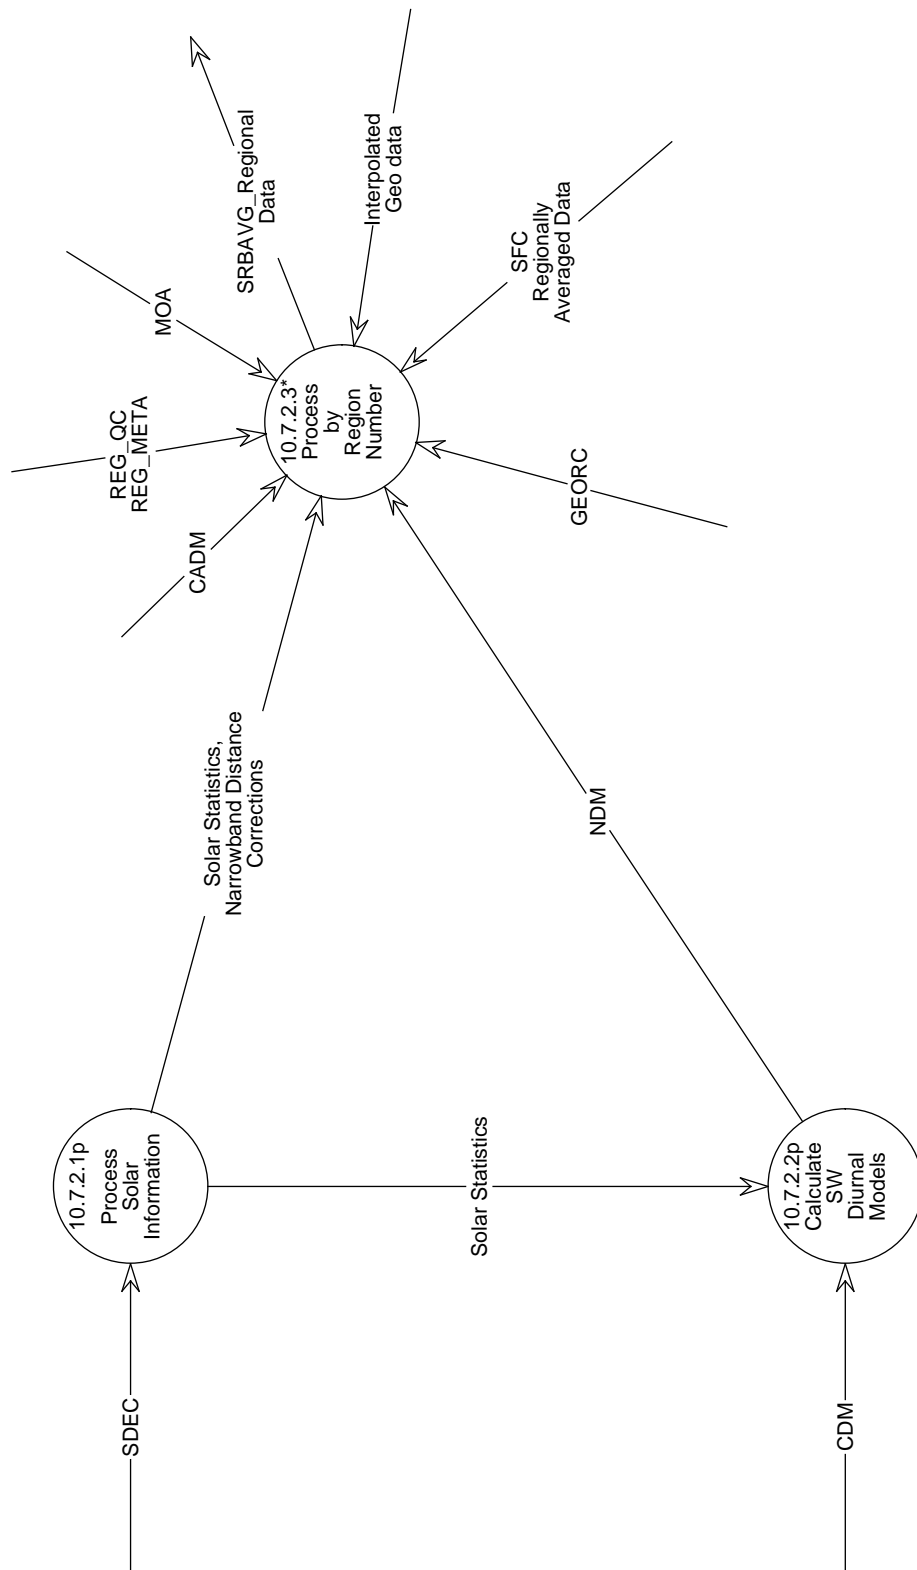 SDEC
10.7.2.1p
Process
Solar
Information
Solar Statistics,
Narrowband Distance
Corrections
CADM
REG_QC
REG_META
MOA
SRBAVG_Regional
Data
10.7.2.3*
Process
by
Region
Number
Interpolated
Geo data
SFC
Regionally
Averaged Data
GEORC
Solar Statistics
NDM
CDM
10.7.2.2p
Calculate
SW
Diurnal
Models